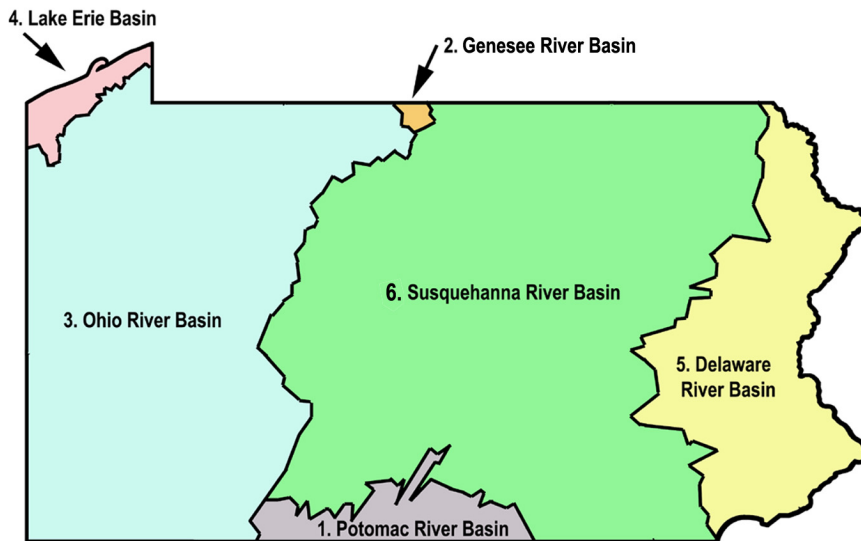 4. Lake Erie Basin
2. Genesee River Basin
6. Susquehanna River Basin
3. Ohio River Basin
5. Delaware
River Basin
1. Potomac River Basin